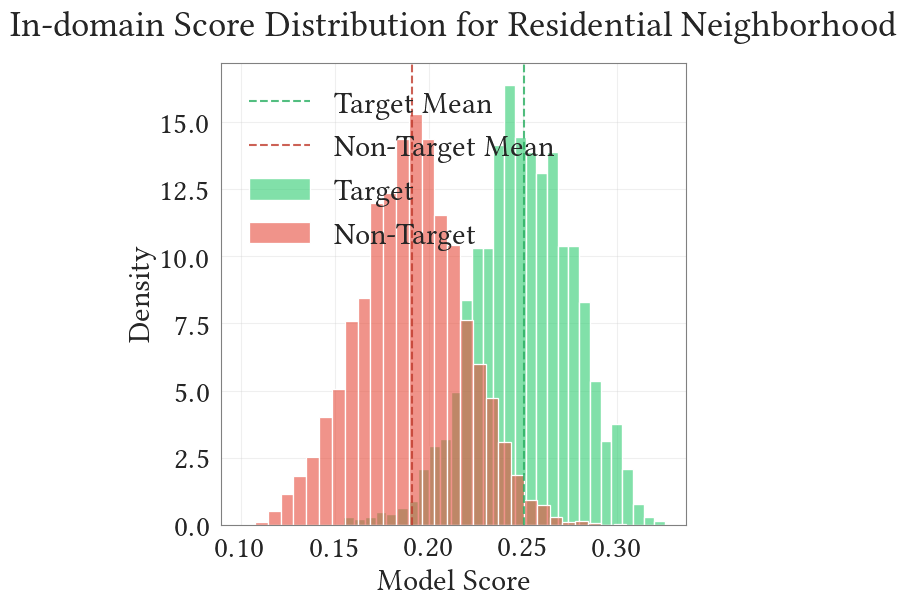 In-domain Score Distribution for Residential Neighborhood
Target Mean
Non-Target Mean
Target
Non-Target
Density
15.0
12.5
10.0
7.5
5.0
2.5
0.0
0.10 0.15 0.20 0.25 0.30
Model Score